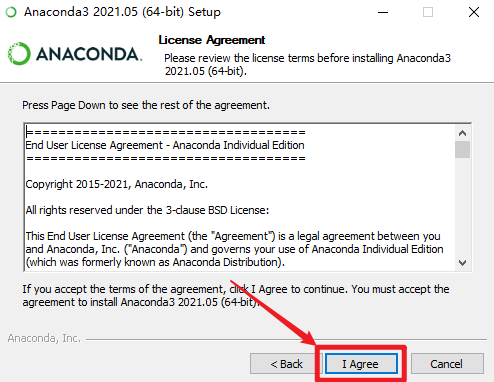 Anaconda3 2021.05 (64-bit) Setup
ANACONDA.
License Agreement
Please review the license terms before installing Anaconda3
2021.05 (64-bit).
Press Page Down to see the rest of the agreement.
======================================
End User License Agreement - Anaconda Individual Edition
======================================
Copyright 2015-2021, Anaconda, Inc.
All rights reserved under the 3-clause BSD License:
This End User License Agreement (the "Agreement") is a legal agreement between you
and Anaconda, Inc. ("Anaconda") and governs your use of Anaconda Individual Edition
(which was formerly known as Anaconda Distribution).
If you accept the terms of the agreement, click I Agree to continue. You must accept the
agreement to install Anaconda3 2021.05 (64-bit).
Anaconda, Inc.
< Back
I Agree
Cancel